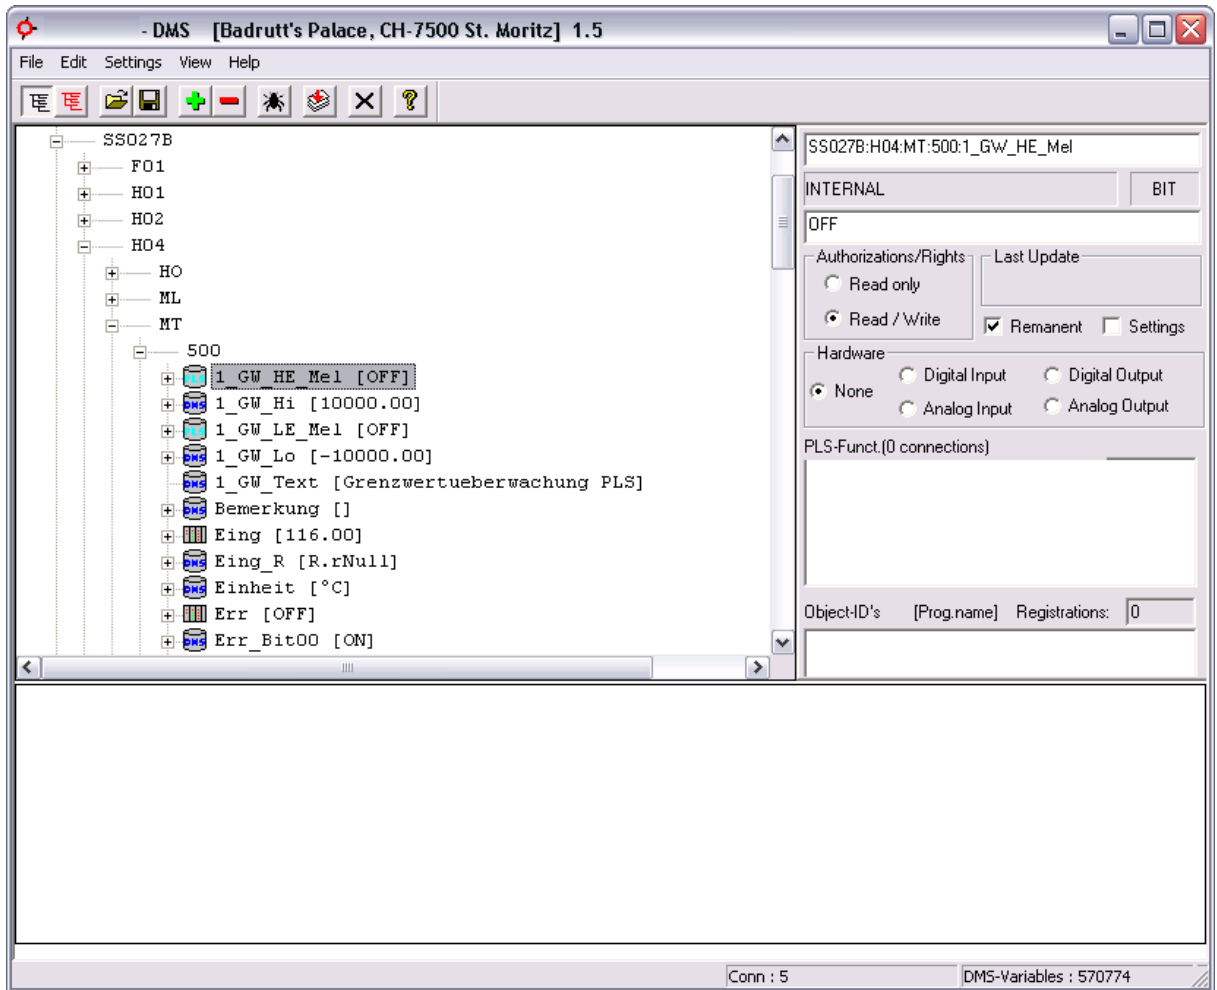 - DMS [Badrutt's Palace, CH-7500 St. Moritz] 1.5
File Edit Settings View Help
SS027B
F01
H01
H02
H04
HO
ML
MT
500
1_GW_HE_Mel [OFF]
1_GW_Hi [10000.00]
1_GW_LE_Mel [OFF]
1_GW_Lo [-10000.00]
1_GW_Text [Grenzwertueberwachung PLS]
Bemerkung []
Eing [116.00]
Eing_R [R.rNull]
Einheit [°C]
Err [OFF]
Err_Bit00 [ON]
SS027B:H04:MT:500:1_GW_HE_Mel
INTERNAL BIT
OFF
Authorizations/Rights Last Update
Read only
Read / Write Remanent Settings
Hardware
None Digital Input Digital Output
Analog Input Analog Output
PLS-Funct.(0 connections)
Object-ID's [Prog.name] Registrations: 0
Conn : 5 DMS-Variables : 570774